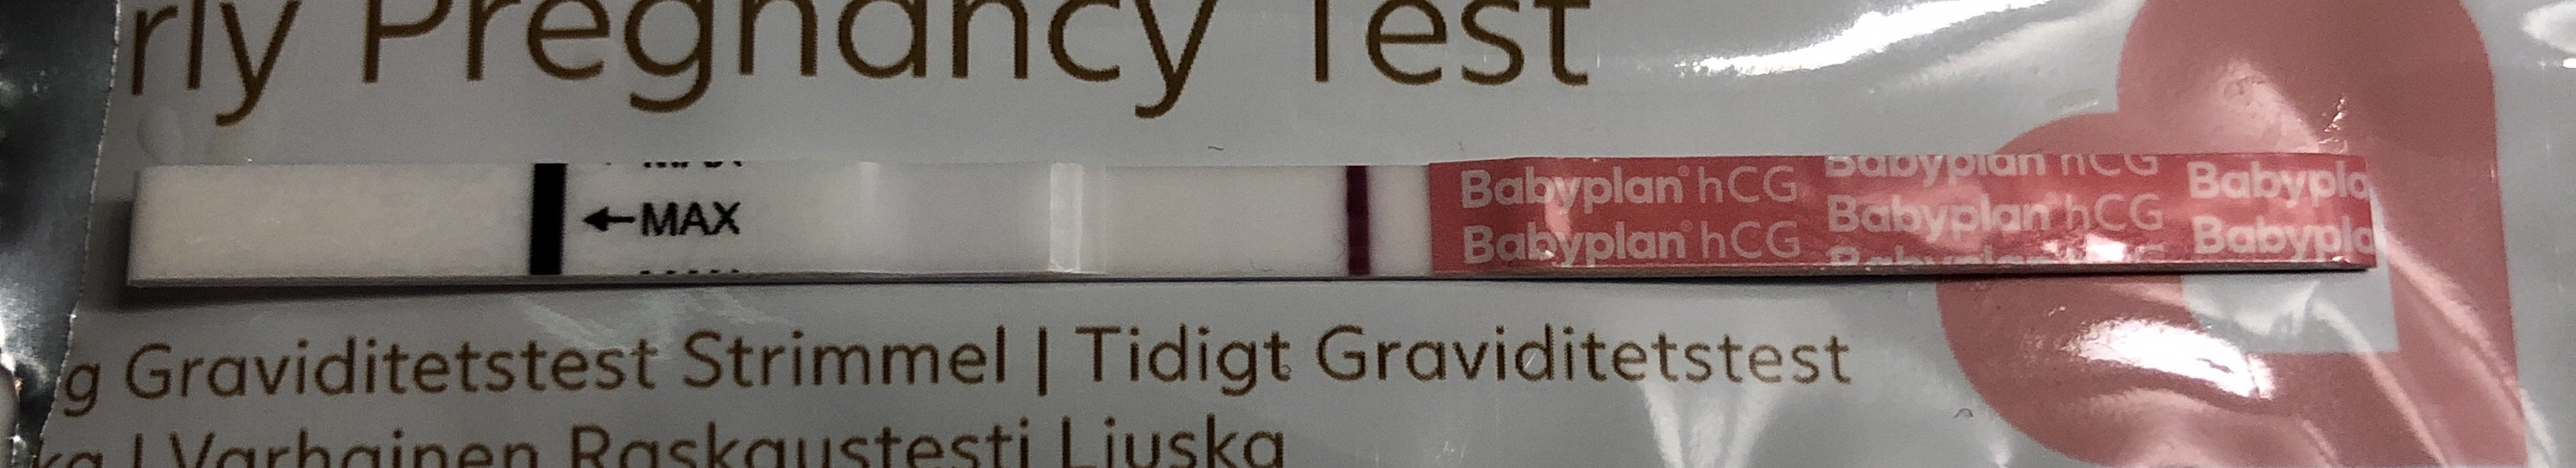 rly Pregnancy Test
←MAX
Babyplan hCG Babyplan hCG Babypla
Babyplan hCG Babyplan hCG Babypla
g Graviditetstest Strimmel | Tidigt Graviditetstest
ka | Varhainen Raskaustesti Liuska